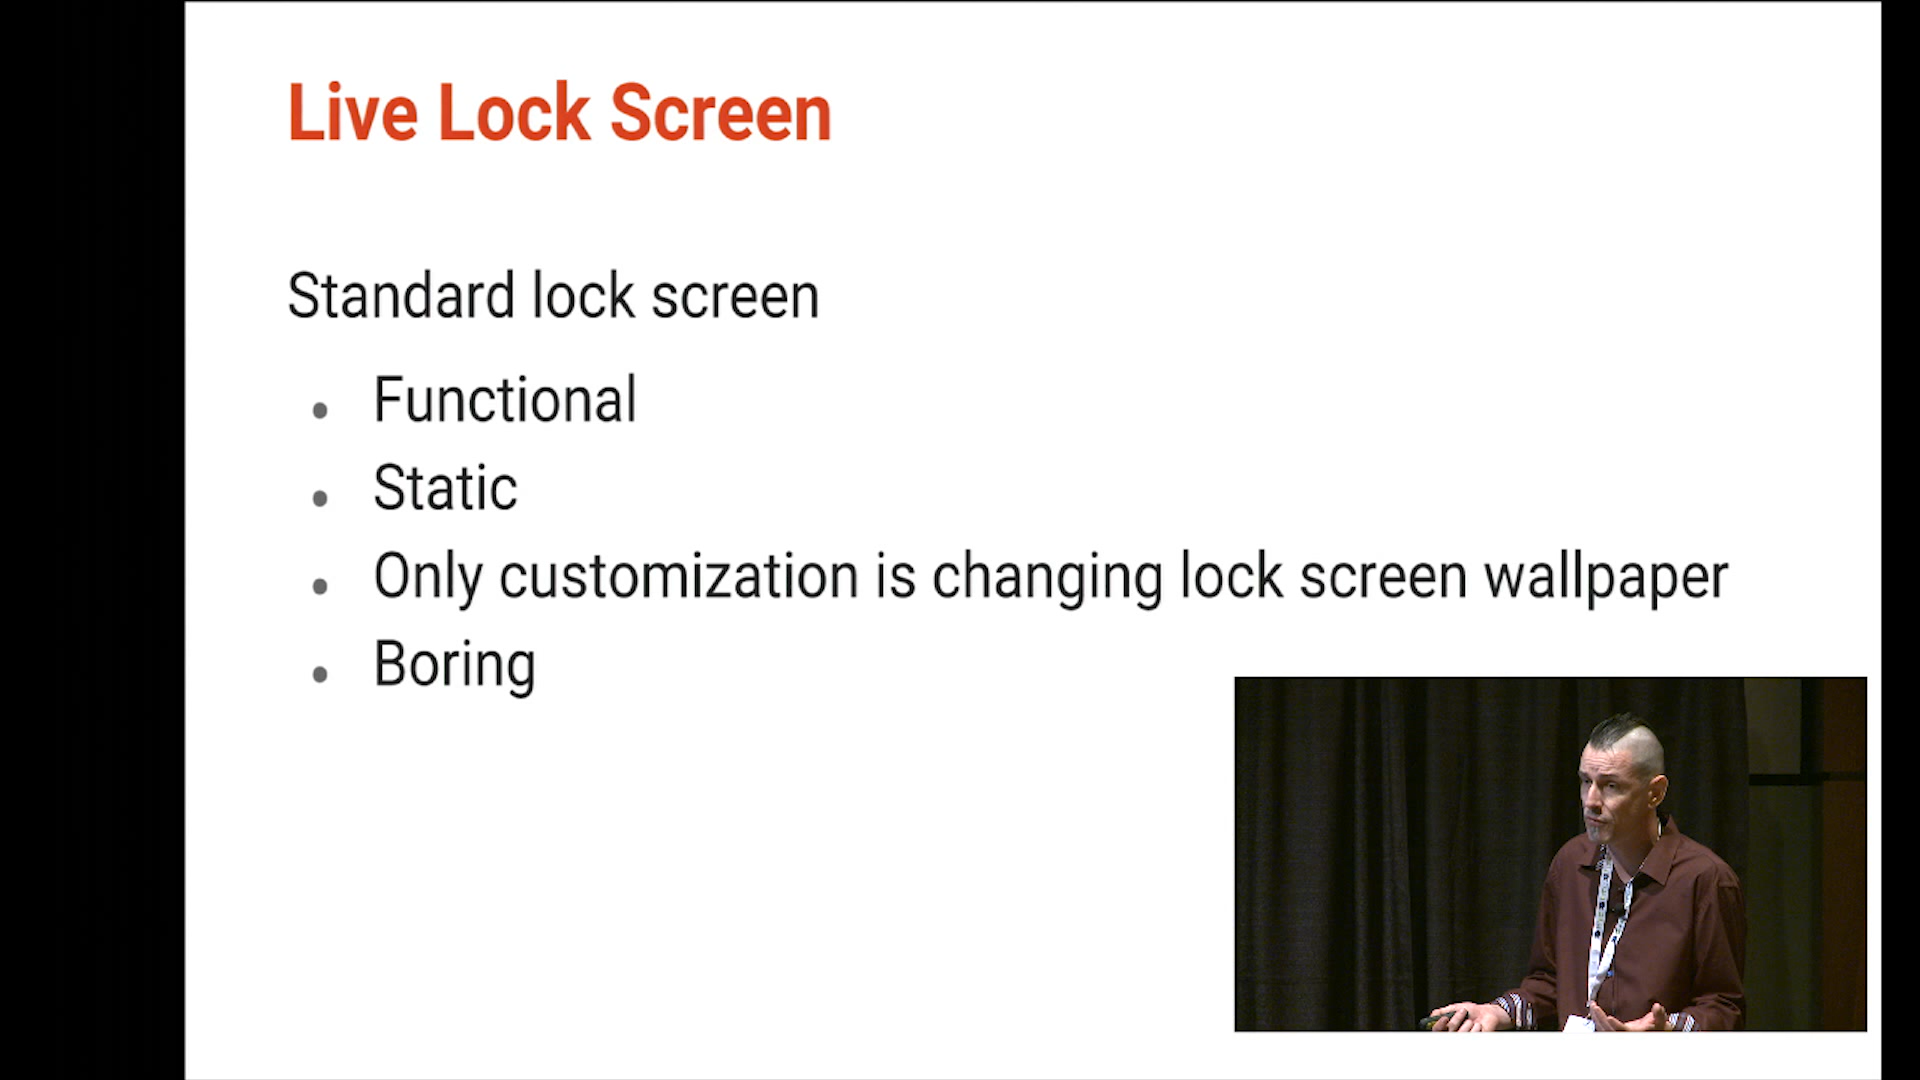 Live Lock Screen
Standard lock screen
Functional
Static
Only customization is changing lock screen wallpaper
Boring